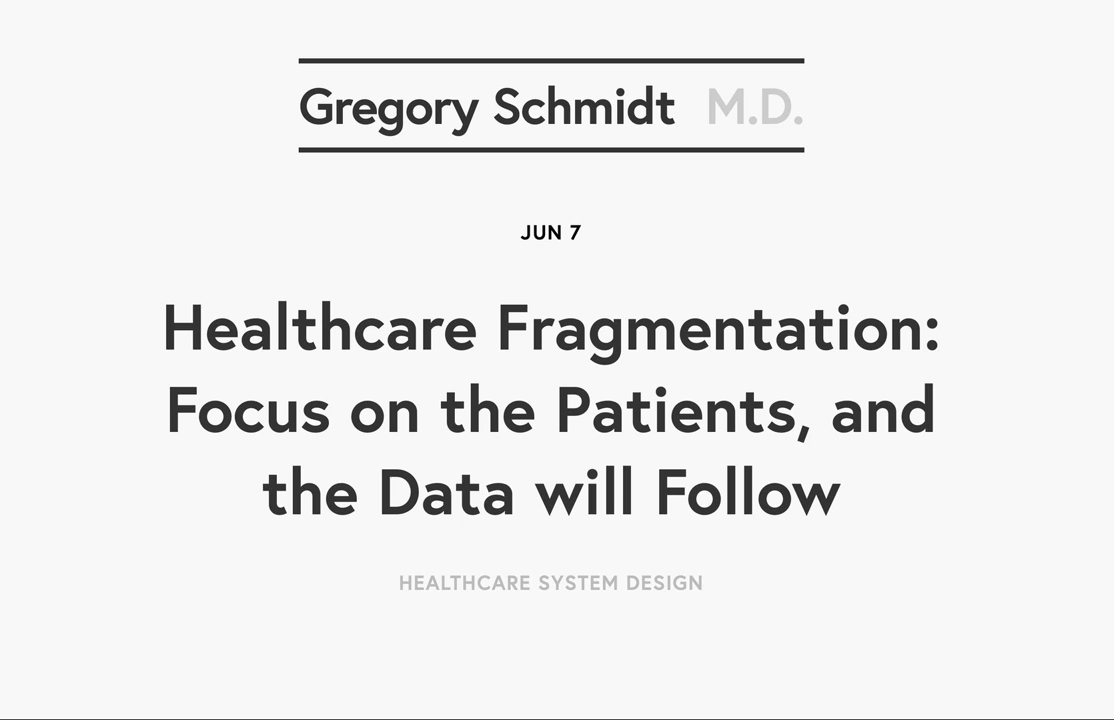 Gregory Schmidt M.D.
JUN 7
Healthcare Fragmentation:
Focus on the Patients, and
the Data will Follow
HEALTHCARE SYSTEM DESIGN